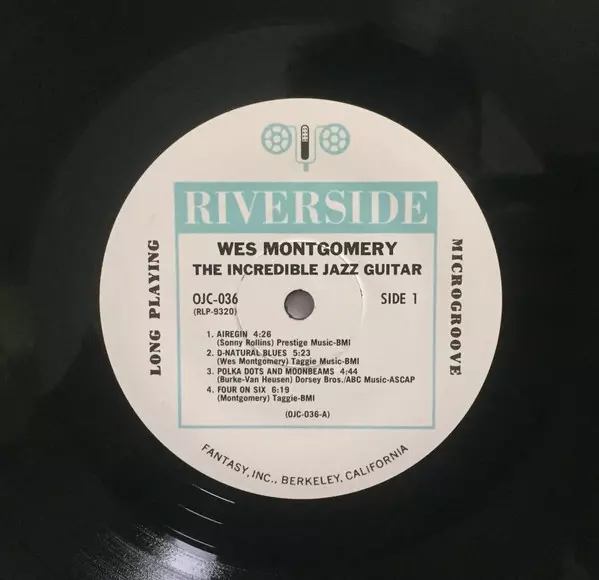 RIVERSIDE
WES MONTGOMERY
THE INCREDIBLE JAZZ GUITAR
OJC-036
(RLP-9320)
SIDE 1
LONG PLAYING
MICROGROOVE
1. AIREGIN 4:26
(Sonny Rollins) Prestige Music-BMI
2. D-NATURAL BLUES 5:23
(Wes Montgomery) Taggie Music-BMI
3. POLKA DOTS AND MOONBEAMS 4:44
(Burke-Van Heusen) Dorsey Bros./ABC Music-ASCAP
4. FOUR ON SIX 6:19
(Montgomery) Taggie-BMI
(OJC-036-A)
FANTASY, INC., BERKELEY, CALIFORNIA